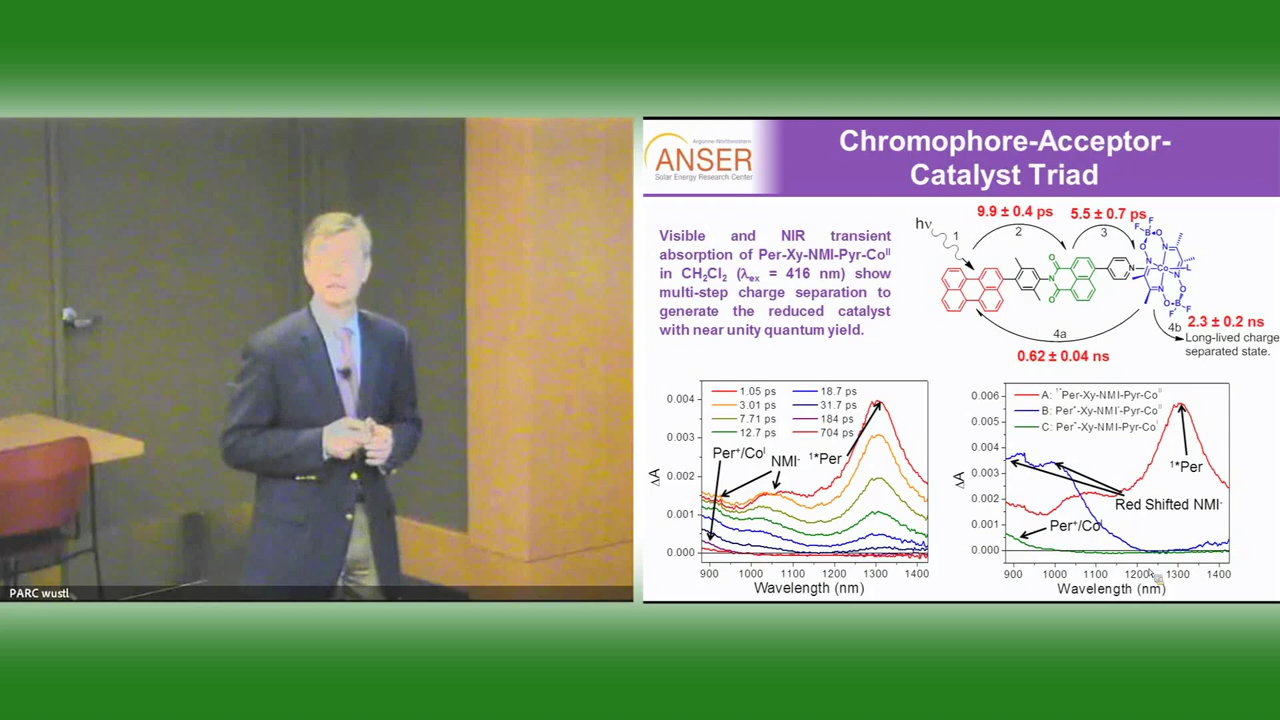 Argonne-Northwestern
ANSER
Solar Energy Research Center
Chromophore-Acceptor-
Catalyst Triad
Visible and NIR transient
absorption of Per-Xy-NMI-Pyr-Coᴵᴵ
in CH₂Cl₂ (λₑₓ = 416 nm) show
multi-step charge separation to
generate the reduced catalyst
with near unity quantum yield.
9.9 ± 0.4 ps
5.5 ± 0.7 ps
hν
1
2
3
4a
0.62 ± 0.04 ns
4b
2.3 ± 0.2 ns
Long-lived charge
separated state.
F
F
B
O
O
N
N
N
N
N
N
O
O
Co
L
O
O
B
F
F
1.05 ps
3.01 ps
7.71 ps
12.7 ps
18.7 ps
31.7 ps
184 ps
704 ps
Per⁺/Coᴵ
NMI⁻
¹*Per
ΔA
0.004
0.003
0.002
0.001
0.000
900 1000 1100 1200 1300 1400
Wavelength (nm)
A: ¹*Per-Xy-NMI-Pyr-Coᴵᴵ
B: Per⁺-Xy-NMI⁻-Pyr-Coᴵᴵ
C: Per⁺-Xy-NMI-Pyr-Coᴵ
¹*Per
Red Shifted NMI⁻
Per⁺/Coᴵ
ΔA
0.006
0.005
0.004
0.003
0.002
0.001
0.000
900 1000 1100 1200 1300 1400
Wavelength (nm)
PARC wustl